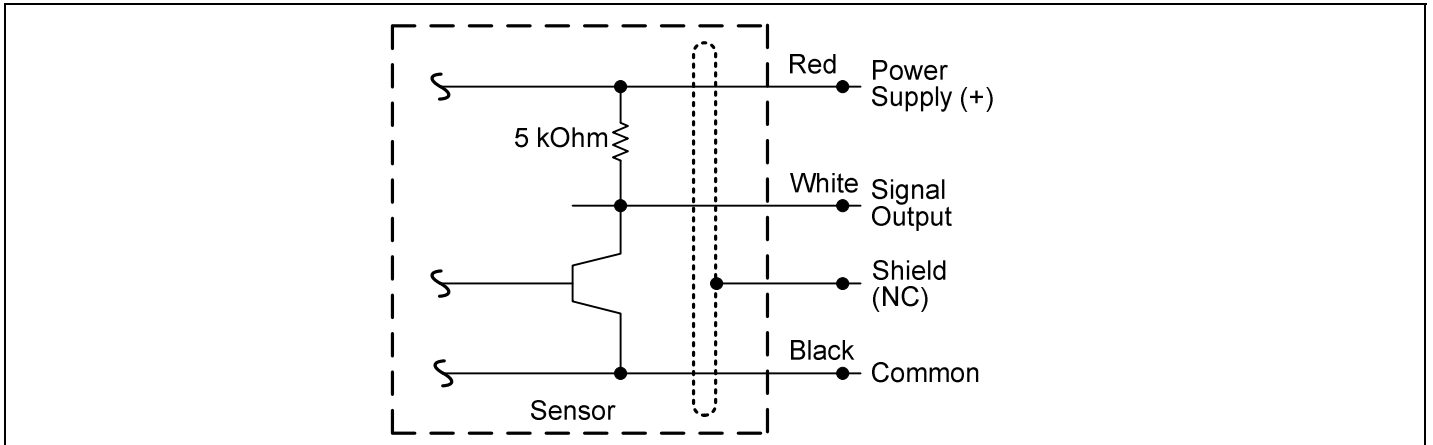 Red
Power
Supply (+)
5 kOhm
White
Signal
Output
Shield
(NC)
Black
Common
Sensor